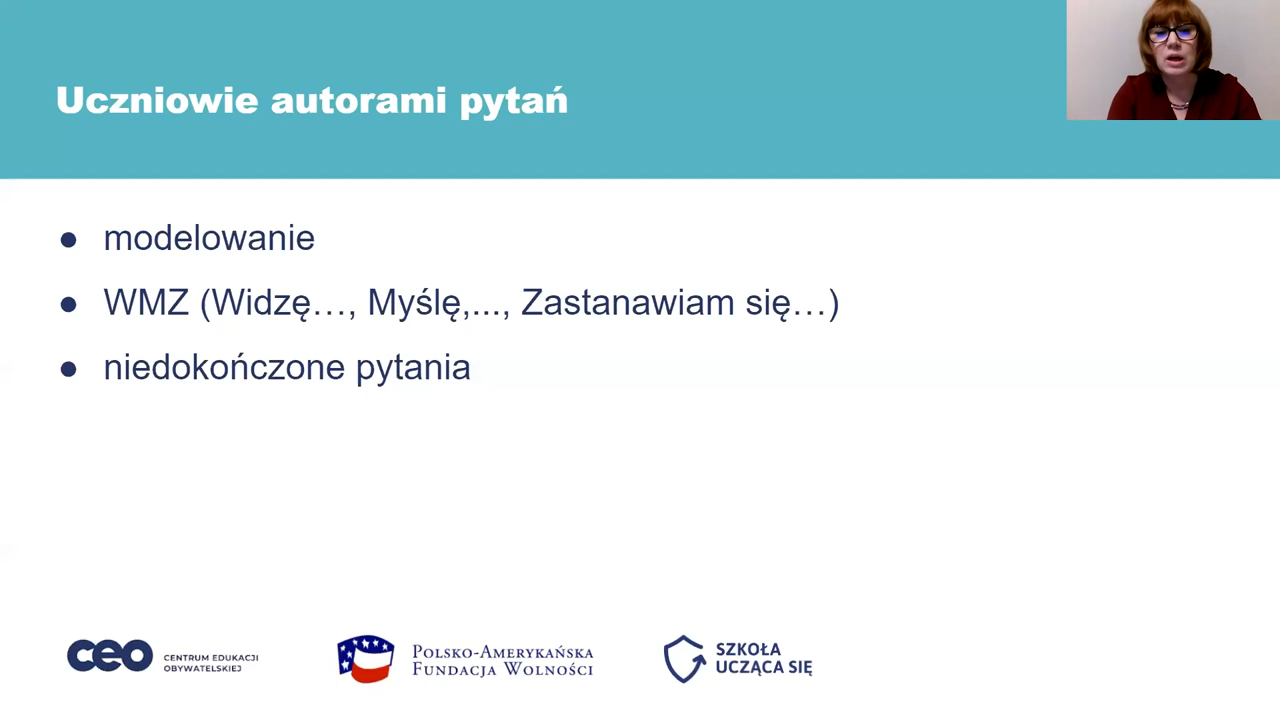 Uczniowie autorami pytań
● modelowanie
● WMZ (Widzę…, Myślę,..., Zastanawiam się…)
● niedokończone pytania
ceo CENTRUM EDUKACJI
OBYWATELSKIEJ
POLSKO-AMERYKAŃSKA
FUNDACJA WOLNOŚCI
SZKOŁA
UCZĄCA SIĘ